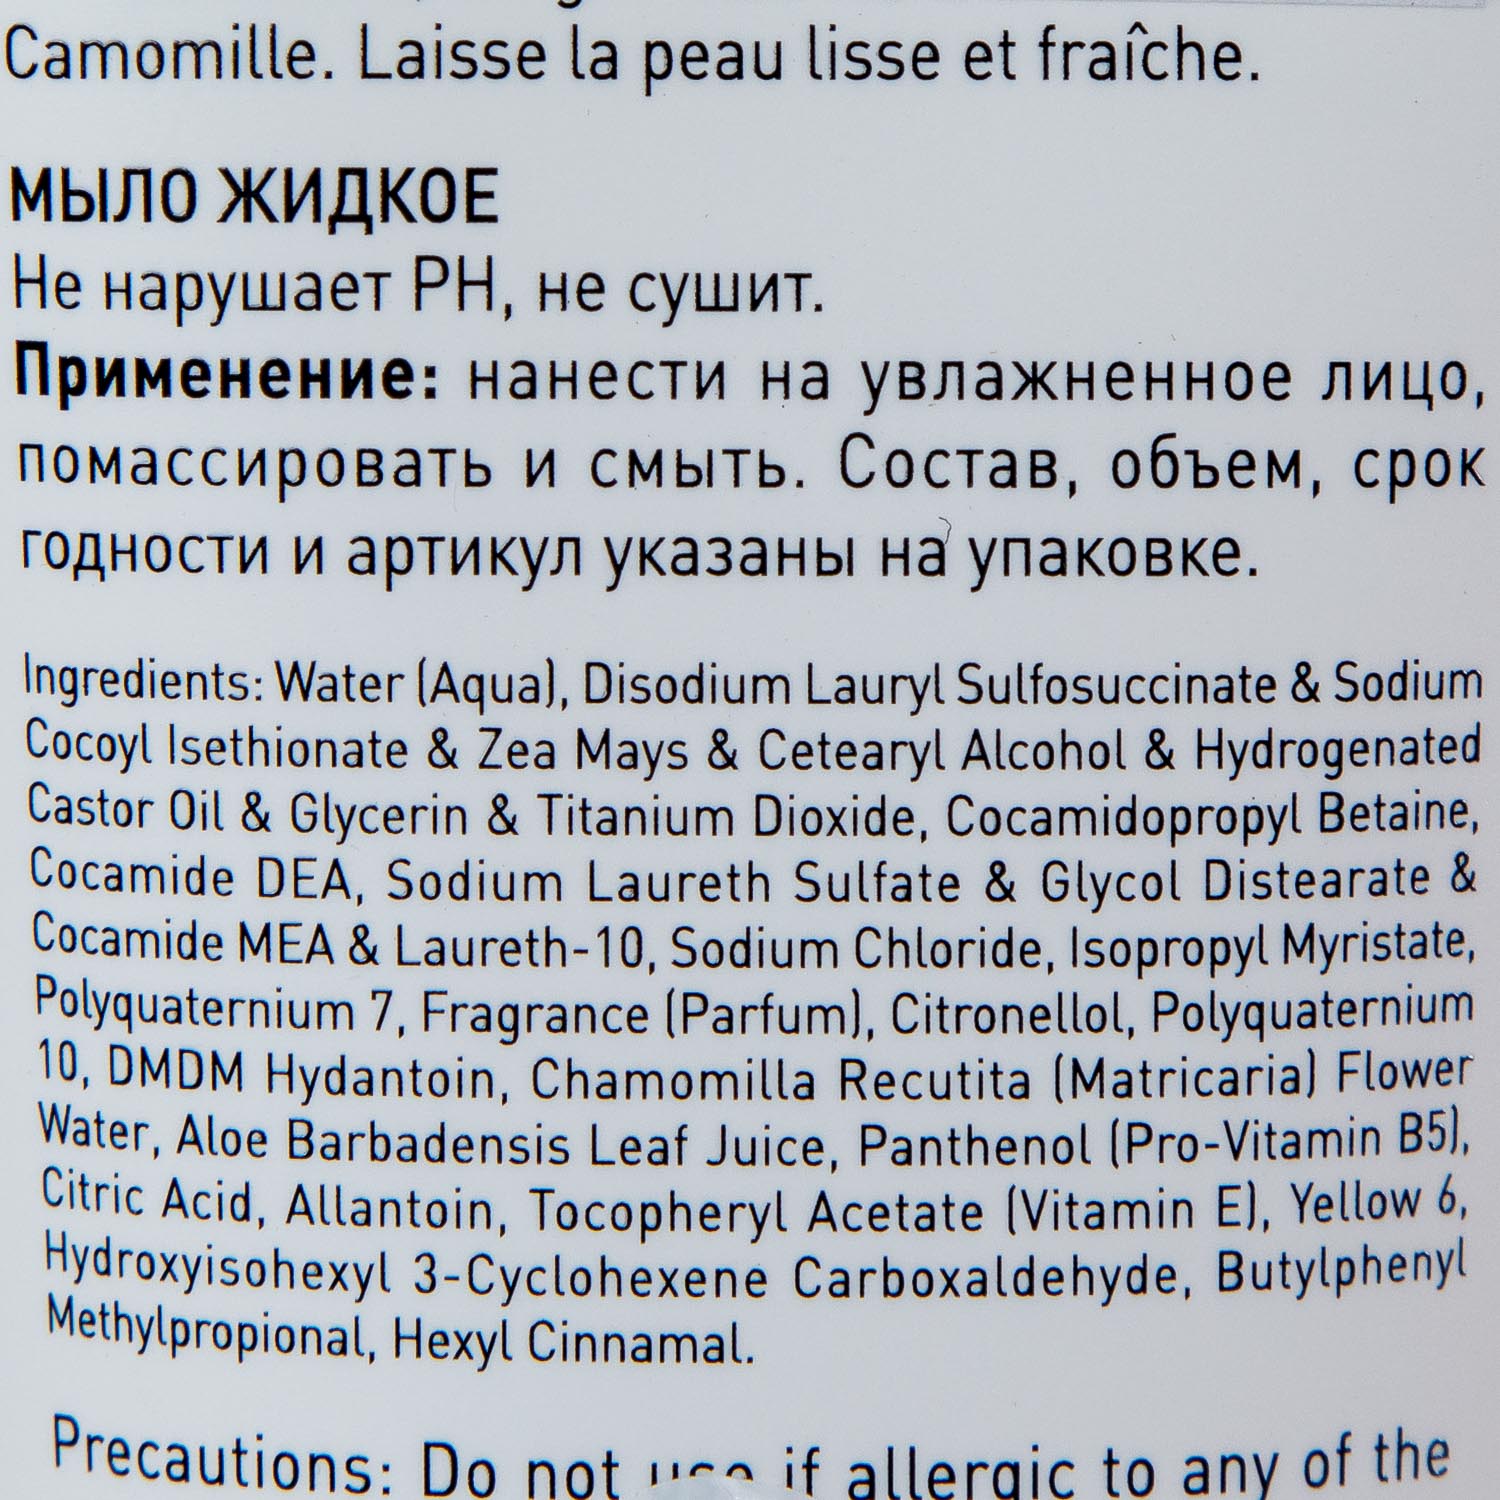 Camomille. Laisse la peau lisse et fraîche.
МЫЛО ЖИДКОЕ
Не нарушает PH, не сушит.
Применение: нанести на увлажненное лицо,
помассировать и смыть. Состав, объем, срок
годности и артикул указаны на упаковке.
Ingredients: Water (Aqua), Disodium Lauryl Sulfosuccinate & Sodium
Cocoyl Isethionate & Zea Mays & Cetearyl Alcohol & Hydrogenated
Castor Oil & Glycerin & Titanium Dioxide, Cocamidopropyl Betaine,
Cocamide DEA, Sodium Laureth Sulfate & Glycol Distearate &
Cocamide MEA & Laureth-10, Sodium Chloride, Isopropyl Myristate,
Polyquaternium 7, Fragrance (Parfum), Citronellol, Polyquaternium
10, DMDM Hydantoin, Chamomilla Recutita (Matricaria) Flower
Water, Aloe Barbadensis Leaf Juice, Panthenol (Pro-Vitamin B5),
Citric Acid, Allantoin, Tocopheryl Acetate (Vitamin E), Yellow 6,
Hydroxyisohexyl 3-Cyclohexene Carboxaldehyde, Butylphenyl
Methylpropional, Hexyl Cinnamal.
Precautions: Do not use if allergic to any of the